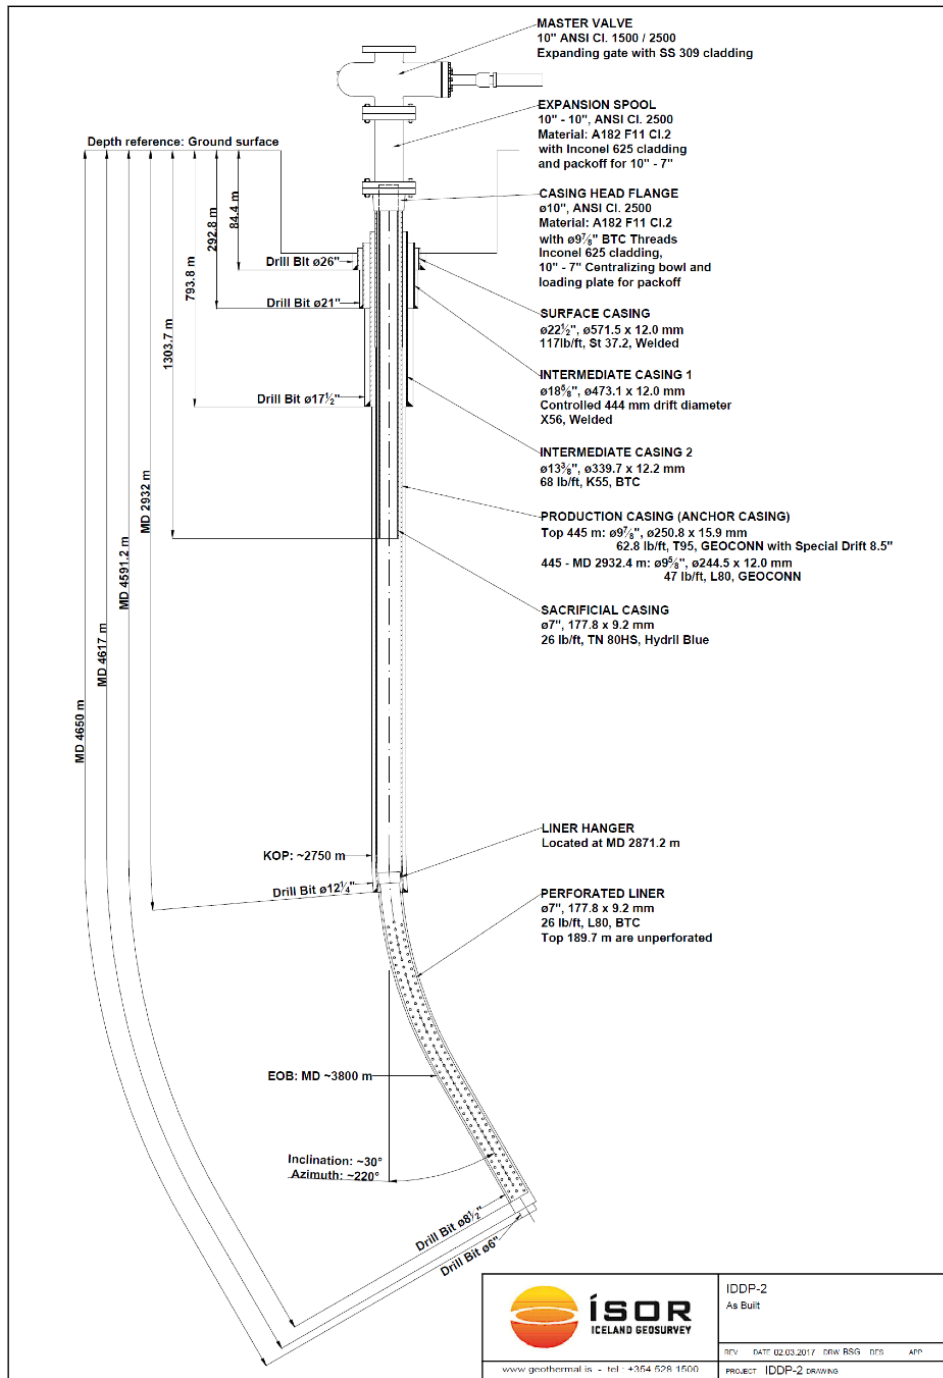 MASTER VALVE
10" ANSI Cl. 1500 / 2500
Expanding gate with SS 309 cladding
EXPANSION SPOOL
10" - 10", ANSI Cl. 2500
Material: A182 F11 Cl.2
with Inconel 625 cladding
and packoff for 10" - 7"
Depth reference: Ground surface
CASING HEAD FLANGE
ø10", ANSI Cl. 2500
Material: A182 F11 Cl.2
with ø9⅞" BTC Threads
Inconel 625 cladding,
10" - 7" Centralizing bowl and
loading plate for packoff
84.4 m
292.8 m
793.8 m
1303.7 m
MD 2932 m
MD 4591.2 m
MD 4617 m
MD 4650 m
Drill Bit ø26"
Drill Bit ø21"
Drill Bit ø17½"
SURFACE CASING
ø22½", ø571.5 x 12.0 mm
117lb/ft, St 37.2, Welded
INTERMEDIATE CASING 1
ø18⅝", ø473.1 x 12.0 mm
Controlled 444 mm drift diameter
X56, Welded
INTERMEDIATE CASING 2
ø13⅜", ø339.7 x 12.2 mm
68 lb/ft, K55, BTC
PRODUCTION CASING (ANCHOR CASING)
Top 445 m: ø9⅞", ø250.8 x 15.9 mm
62.8 lb/ft, T95, GEOCONN with Special Drift 8.5"
445 - MD 2932.4 m: ø9⅝", ø244.5 x 12.0 mm
47 lb/ft, L80, GEOCONN
SACRIFICIAL CASING
ø7", 177.8 x 9.2 mm
26 lb/ft, TN 80HS, Hydril Blue
LINER HANGER
Located at MD 2871.2 m
KOP: ~2750 m
Drill Bit ø12¼"
PERFORATED LINER
ø7", 177.8 x 9.2 mm
26 lb/ft, L80, BTC
Top 189.7 m are unperforated
EOB: MD ~3800 m
Inclination: ~30°
Azimuth: ~220°
Drill Bit ø8½"
Drill Bit ø6"
ÍSOR
ICELAND GEOSURVEY
www.geothermal.is - tel : +354 528 1500
IDDP-2
As Built
REV DATE 02.03.2017 DRW BSG DES APP
PROJECT IDDP-2 DRAWING